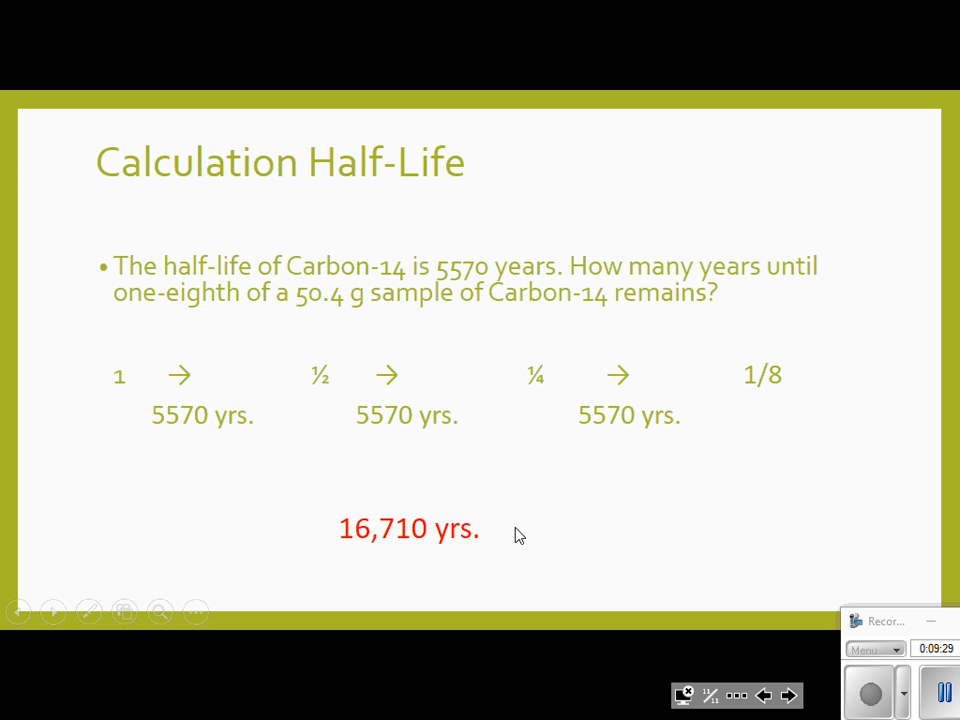 Calculation Half-Life
• The half-life of Carbon-14 is 5570 years. How many years until
one-eighth of a 50.4 g sample of Carbon-14 remains?
1 → ½ → ¼ → 1/8
5570 yrs. 5570 yrs. 5570 yrs.
16,710 yrs.
Recor...
Menu 0:09:29
11/11